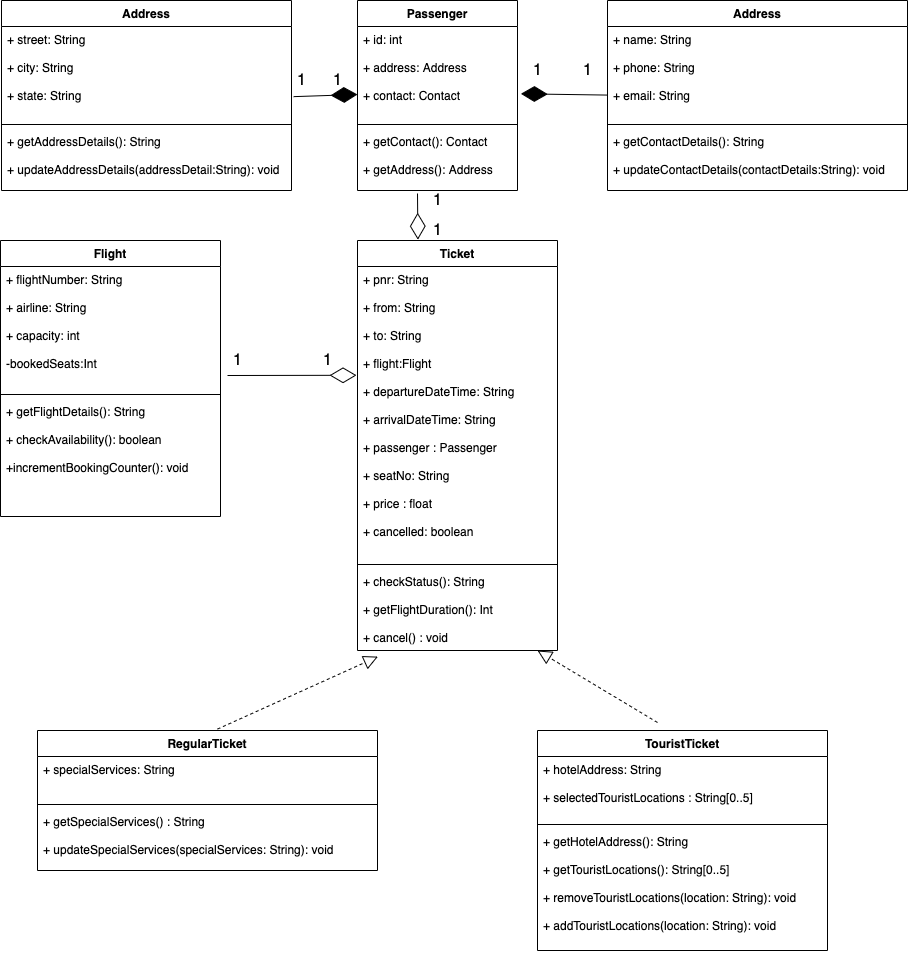 Address
+ street: String
+ city: String
+ state: String
+ getAddressDetails(): String
+ updateAddressDetails(addressDetail:String): void
1
1
Passenger
+ id: int
+ address: Address
+ contact: Contact
+ getContact(): Contact
+ getAddress(): Address
1
1
Address
+ name: String
+ phone: String
+ email: String
+ getContactDetails(): String
+ updateContactDetails(contactDetails:String): void
1
1
Flight
+ flightNumber: String
+ airline: String
+ capacity: int
-bookedSeats:Int
+ getFlightDetails(): String
+ checkAvailability(): boolean
+incrementBookingCounter(): void
1
1
Ticket
+ pnr: String
+ from: String
+ to: String
+ flight:Flight
+ departureDateTime: String
+ arrivalDateTime: String
+ passenger : Passenger
+ seatNo: String
+ price : float
+ cancelled: boolean
+ checkStatus(): String
+ getFlightDuration(): Int
+ cancel() : void
RegularTicket
+ specialServices: String
+ getSpecialServices() : String
+ updateSpecialServices(specialServices: String): void
TouristTicket
+ hotelAddress: String
+ selectedTouristLocations : String[0..5]
+ getHotelAddress(): String
+ getTouristLocations(): String[0..5]
+ removeTouristLocations(location: String): void
+ addTouristLocations(location: String): void